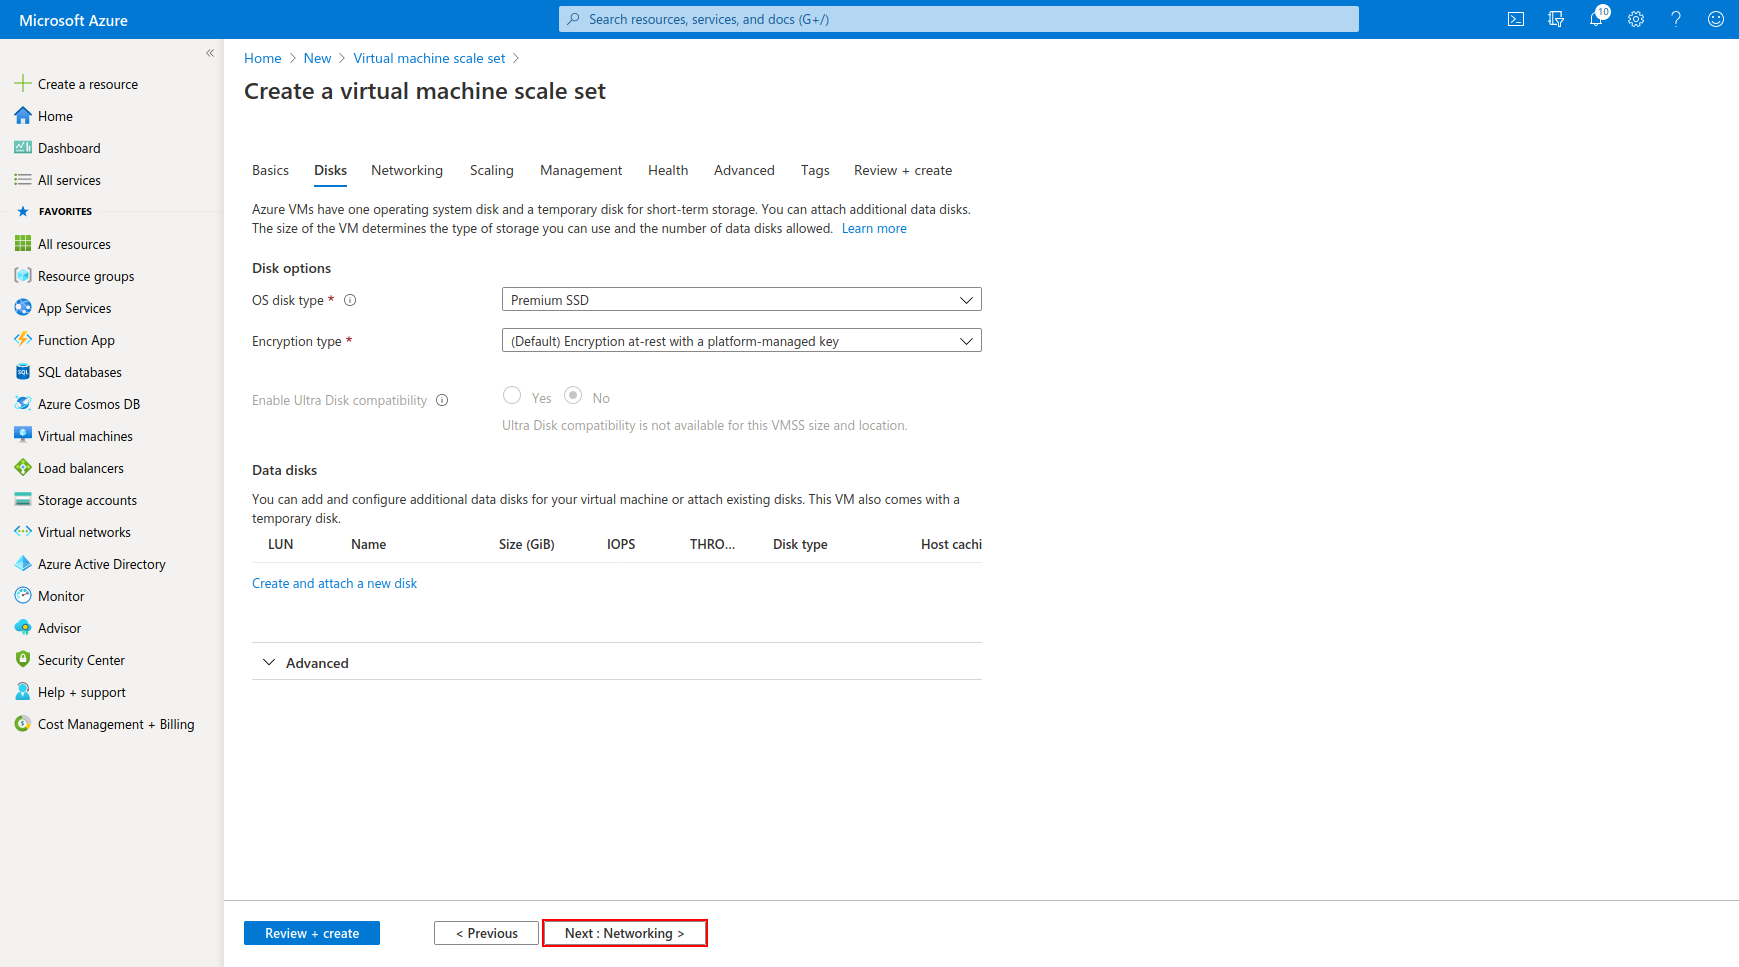 Microsoft Azure
Search resources, services, and docs (G+/)
10
Create a resource
Home
Dashboard
All services
FAVORITES
All resources
Resource groups
App Services
Function App
SQL databases
Azure Cosmos DB
Virtual machines
Load balancers
Storage accounts
Virtual networks
Azure Active Directory
Monitor
Advisor
Security Center
Help + support
Cost Management + Billing
Home > New > Virtual machine scale set >
Create a virtual machine scale set
Basics Disks Networking Scaling Management Health Advanced Tags Review + create
Azure VMs have one operating system disk and a temporary disk for short-term storage. You can attach additional data disks.
The size of the VM determines the type of storage you can use and the number of data disks allowed. Learn more
Disk options
OS disk type * Premium SSD
Encryption type * (Default) Encryption at-rest with a platform-managed key
Enable Ultra Disk compatibility Yes No
Ultra Disk compatibility is not available for this VMSS size and location.
Data disks
You can add and configure additional data disks for your virtual machine or attach existing disks. This VM also comes with a
temporary disk.
LUN Name Size (GiB) IOPS THRO... Disk type Host cachi
Create and attach a new disk
Advanced
Review + create < Previous Next : Networking >